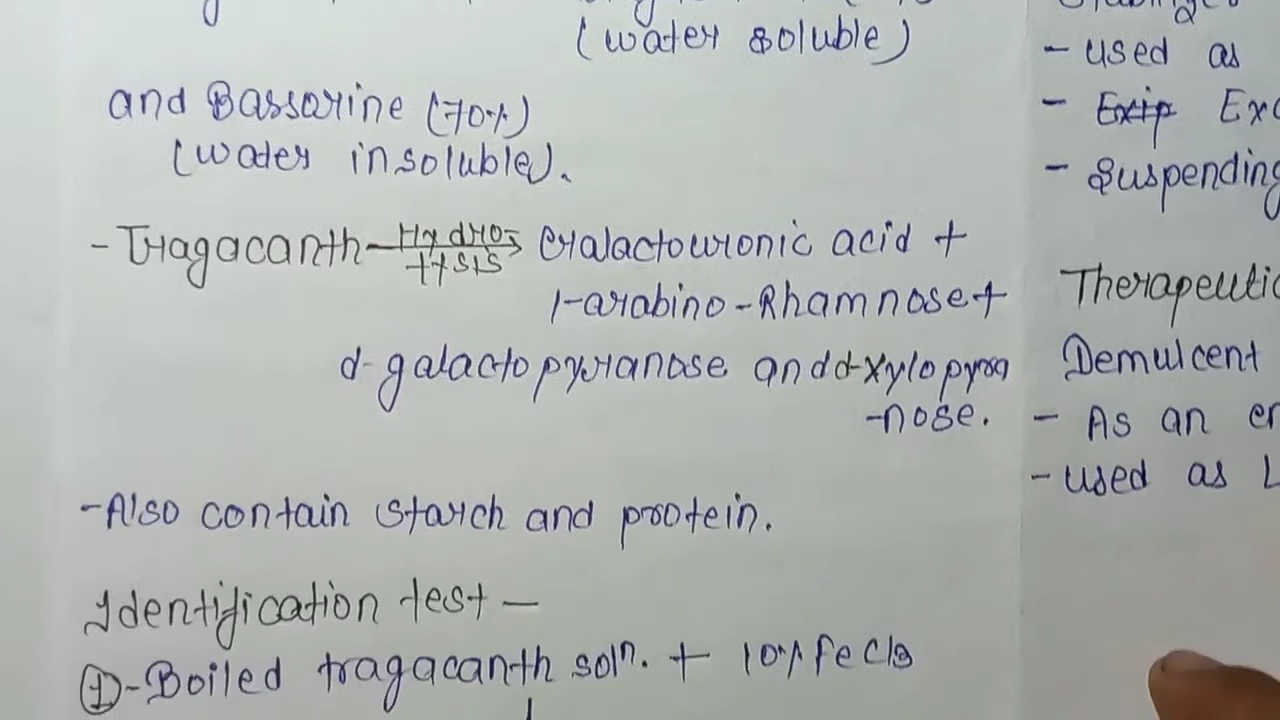 (water soluble)
and Bassorine (70%)
(water insoluble).
- Tragacanth Hydro
lysis Galactouronic acid +
l-arabino-Rhamnose +
d-galactopyranose and d-xylopyra
-nose.
- Also contain starch and protein.
Identification test -
① - Boiled tragacanth soln. + 10% FeCl3
- Used as
- Exip
- Suspending
Therapeutic
Demulcent
- As an
- Used as